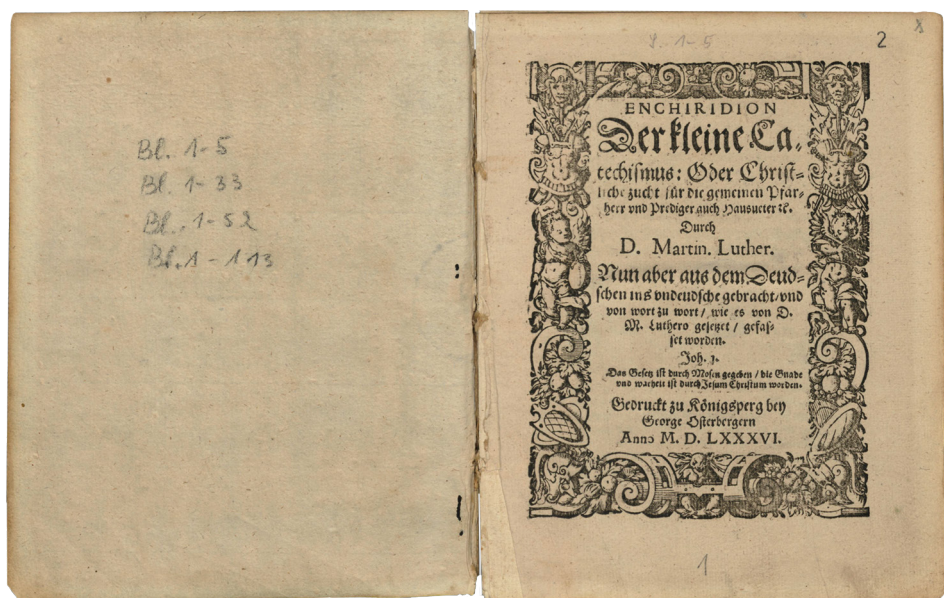 Bl. 1-5
Bl. 1-33
Bl. 1-52
Bl. 1-113
S. 1-5
2
8
ENCHIRIDION
Der kleine Ca-
techismus: Oder Christ-
liche zucht für die gemeinen Pfar-
herr vnd Prediger auch Hausueter ꝛc.
Durch
D. Martin. Luther.
Nun aber aus dem Deud-
schen ins vndeudsche gebracht/ vnd
von wort zu wort/ wie es von D.
M. Luthero gesetzet/ gefas-
set worden.
Joh. 1.
Das Gesetz ist durch Mosen gegeben/ die Gnade
vnd warheit ist durch Jesum Christum worden.
Gedruckt zu Königsperg bey
George Osterbergern
Anno M. D. LXXXVI.
1